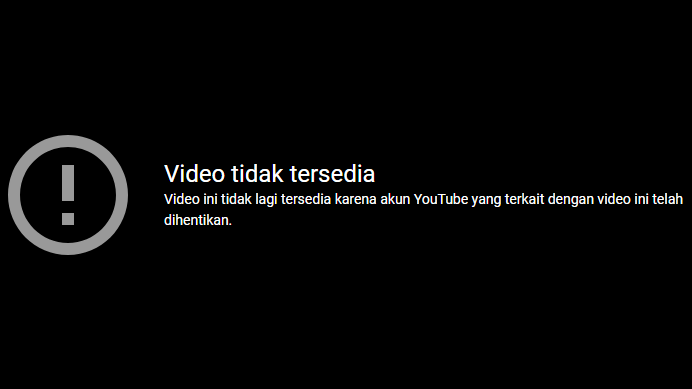 Video tidak tersedia
Video ini tidak lagi tersedia karena akun YouTube yang terkait dengan video ini telah
dihentikan.